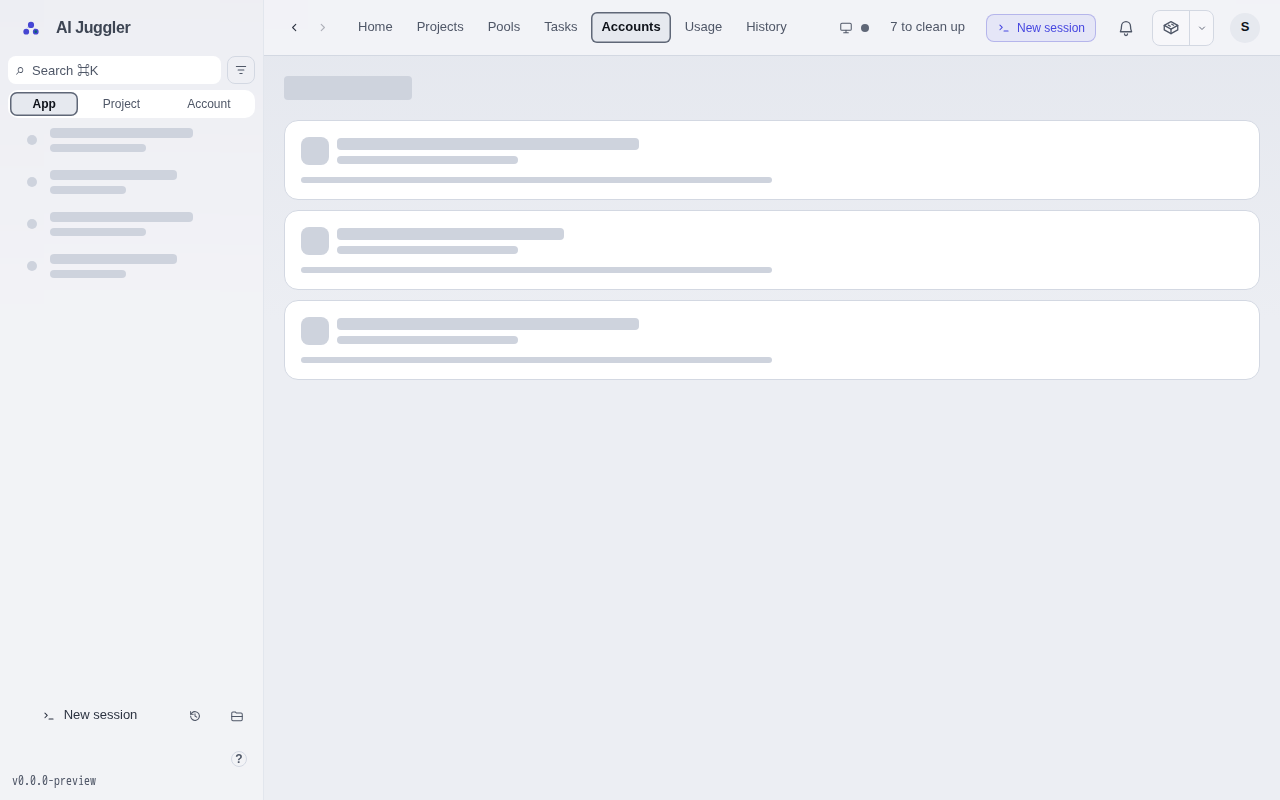 AI Juggler
Search ⌘K
App Project Account
Home Projects Pools Tasks Accounts Usage History
7 to clean up
New session
S
New session
?
v0.0.0-preview